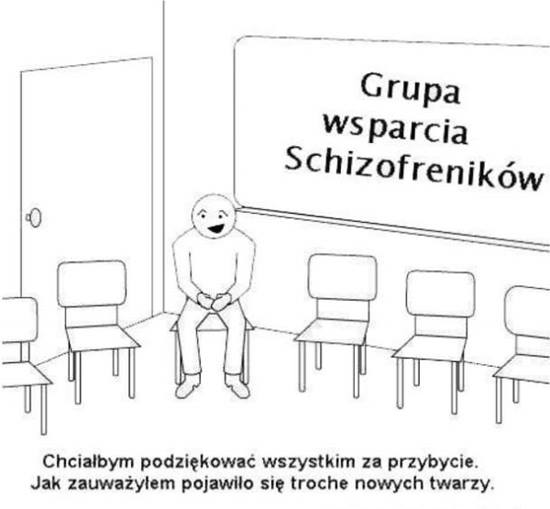 Grupa
wsparcia
Schizofreników
Chciałbym podziękować wszystkim za przybycie.
Jak zauważyłem pojawiło się troche nowych twarzy.